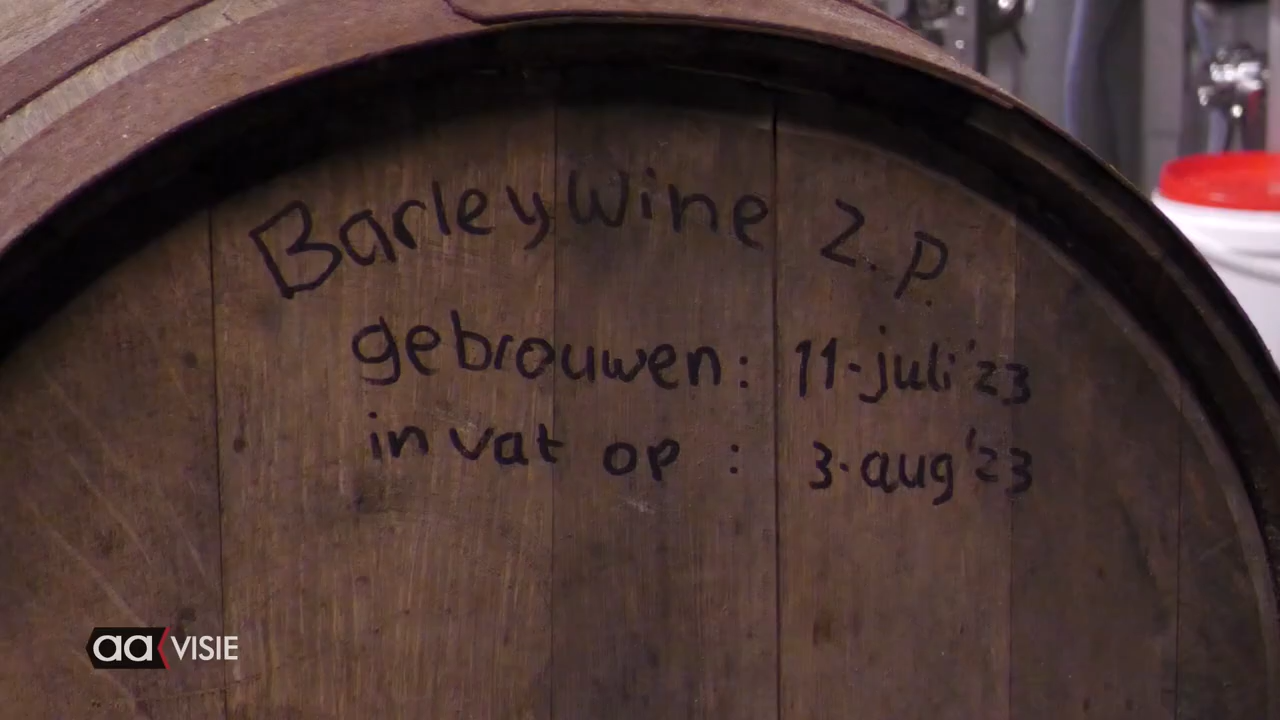 BarleyWine Z.P.
gebrouwen: 11-juli '23
in vat op : 3-aug '23
aa VISIE